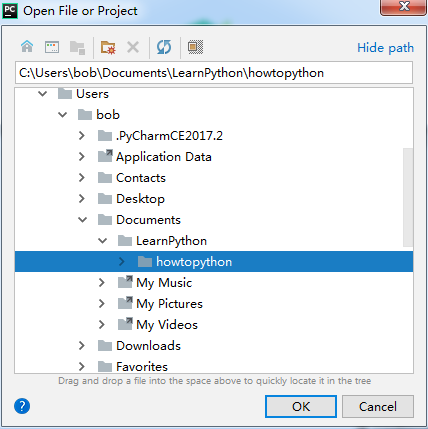 PC Open File or Project
Hide path
C:\Users\bob\Documents\LearnPython\howtopython
Users
bob
.PyCharmCE2017.2
Application Data
Contacts
Desktop
Documents
LearnPython
howtopython
My Music
My Pictures
My Videos
Downloads
Favorites
Drag and drop a file into the space above to quickly locate it in the tree
? OK Cancel